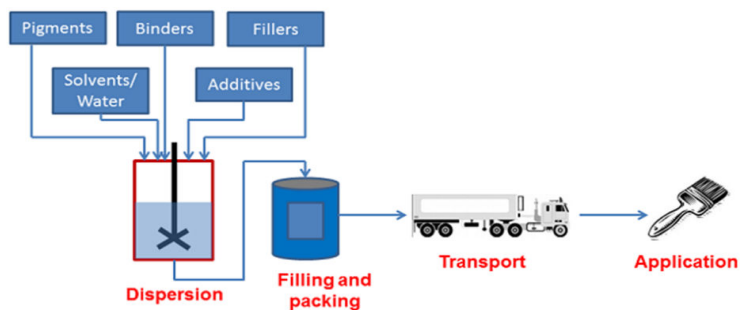 Pigments
Binders
Fillers
Solvents/
Water
Additives
Dispersion
Filling and
packing
Transport
Application